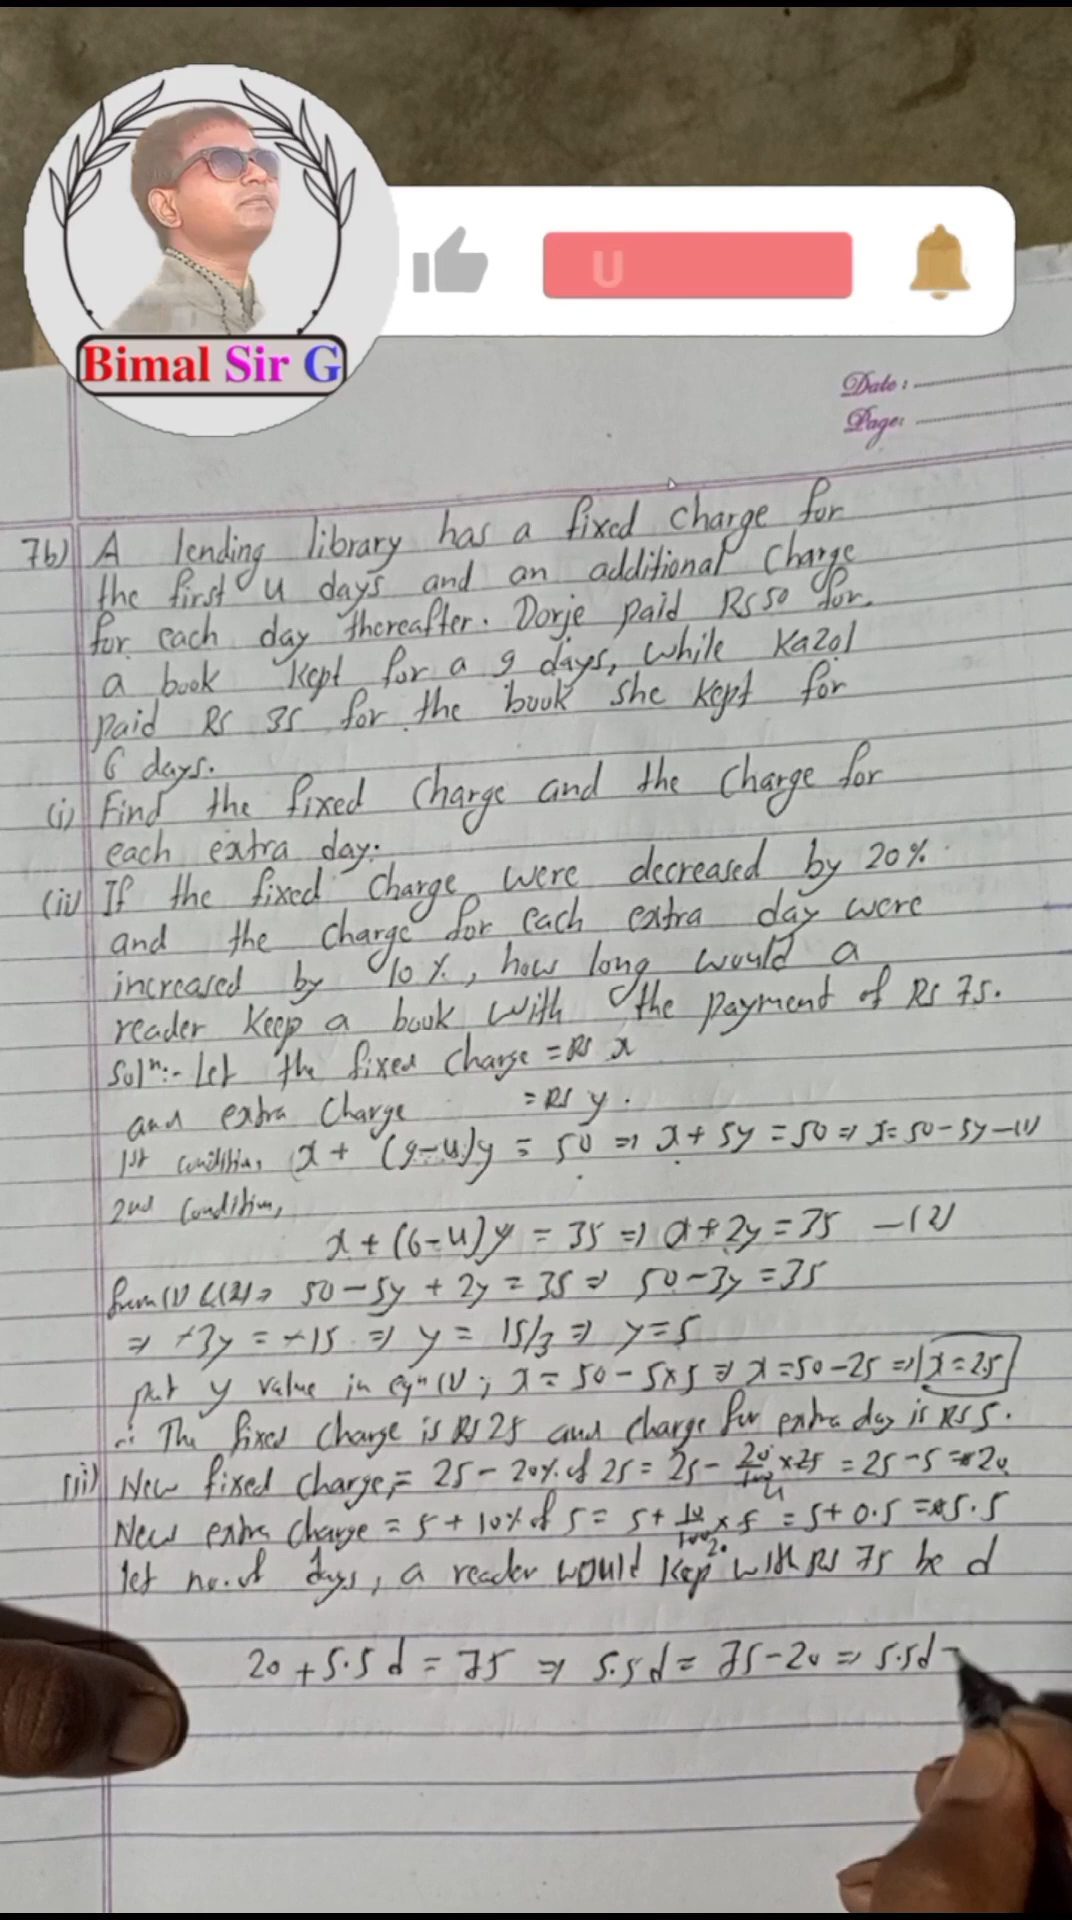 U
Bimal Sir G
Date:
Page:
7b) A lending library has a fixed charge for
the first 4 days and an additional charge
for each day thereafter. Dorje paid Rs 50 for
a book kept for a 9 days, while Kazol
paid Rs 35 for the book she kept for
6 days.
(i) Find the fixed charge and the charge for
each extra day.
(ii) If the fixed charge were decreased by 20%
and the charge for each extra day were
increased by 10%, how long would a
reader keep a book with the payment of Rs 75.
Solⁿ:- Let the fixed charge = Rs x
and extra charge = Rs y.
1st condition, x + (9-4)y = 50 ⇒ x + 5y = 50 ⇒ x = 50 - 5y —(1)
2nd condition,
x + (6-4)y = 35 ⇒ x + 2y = 35 —(2)
from (1) & (2) ⇒ 50 - 5y + 2y = 35 ⇒ 50 - 3y = 35
⇒ -3y = -15 ⇒ y = 15/3 ⇒ y = 5
put y value in eqⁿ (1); x = 50 - 5×5 ⇒ x = 50 - 25 ⇒ x = 25
∴ The fixed charge is Rs 25 and charge for extra day is Rs 5.
(ii) New fixed charge = 25 - 20% of 25 = 25 - 20/100 × 25 = 25 - 5 = 20
New extra charge = 5 + 10% of 5 = 5 + 10/100 × 5 = 5 + 0.5 = 5.5
let no. of days, a reader would kep with Rs 75 be d
20 + 5.5d = 75 ⇒ 5.5d = 75 - 20 ⇒ 5.5d